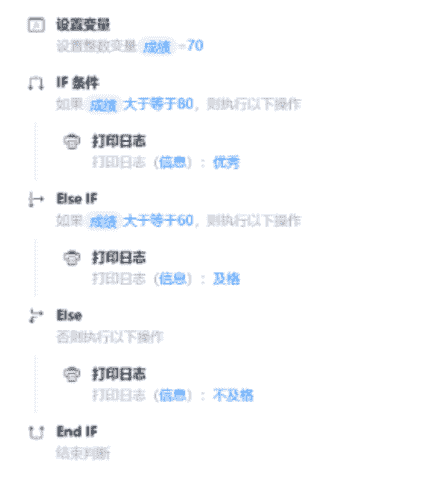 设置变量
设置整数变量 成绩 =70
IF 条件
如果 成绩 大于等于80，则执行以下操作
打印日志
打印日志（信息）：优秀
Else IF
如果 成绩 大于等于60，则执行以下操作
打印日志
打印日志（信息）：及格
Else
否则执行以下操作
打印日志
打印日志（信息）：不及格
End IF
结束判断